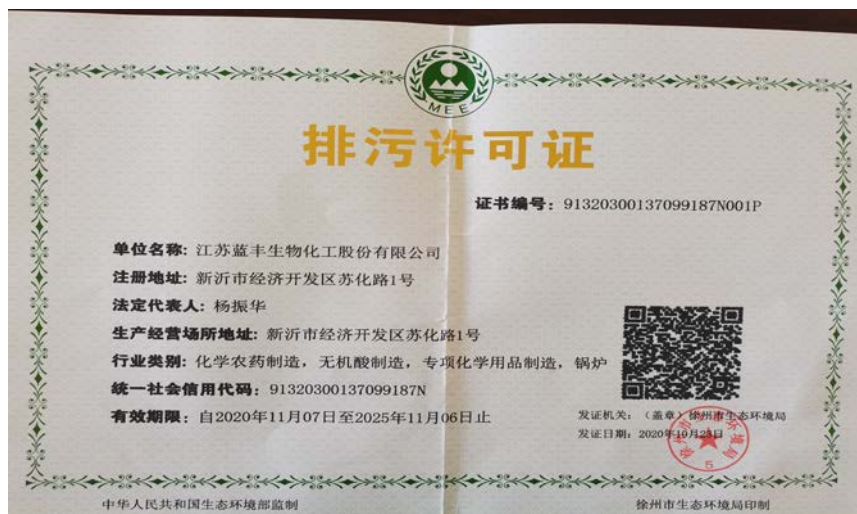 MEE
排污许可证
证书编号：91320300137099187N001P
单位名称：江苏蓝丰生物化工股份有限公司
注册地址：新沂市经济开发区苏化路1号
法定代表人：杨振华
生产经营场所地址：新沂市经济开发区苏化路1号
行业类别：化学农药制造，无机酸制造，专项化学用品制造，锅炉
统一社会信用代码：91320300137099187N
有效期限：自2020年11月07日至2025年11月06日止
发证机关：（盖章）徐州市生态环境局
发证日期：2020年10月23日
中华人民共和国生态环境部监制
徐州市生态环境局印制